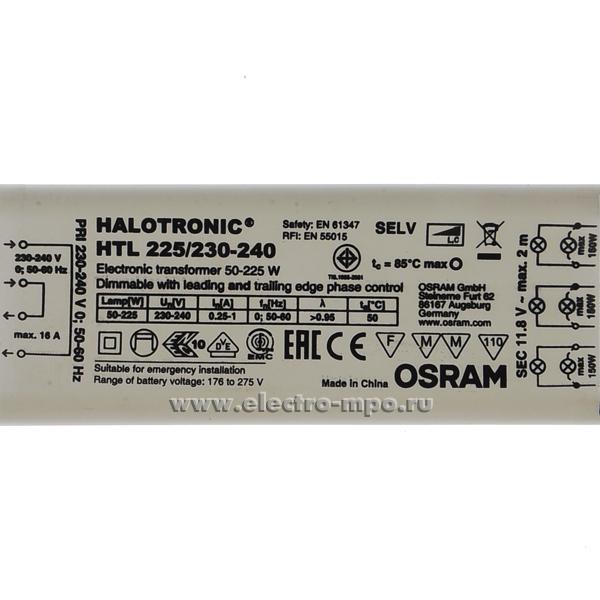 HALOTRONIC®
HTL 225/230-240
Electronic transformer 50-225 W
Dimmable with leading and trailing edge phase control
Safety: EN 61347
RFI: EN 55015
SELV
L,C
tc = 85°C max
PRI 230-240 V 0; 50-60 Hz
230-240 V
0; 50-60 Hz
max. 16 A
Lamp[W] Un[V] In[A] fn[Hz] λ ta[°C]
50-225 230-240 0.25-1 0; 50-60 >0.95 50
10
EMC
EAC
CE
F M M 110
Suitable for emergency installation
Range of battery voltage: 176 to 275 V
Made in China
OSRAM
OSRAM GmbH
Steinerne Furt 62
86167 Augsburg
Germany
www.osram.com
SEC 11.8 V~ max. 2 m
max
max
max
150W
www.electro-mpo.ru